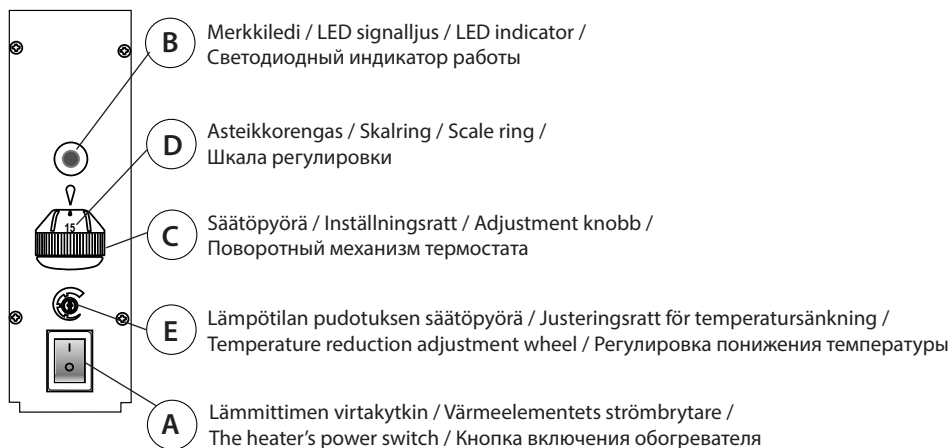 B
Merkkiledi / LED signalljus / LED indicator /
Светодиодный индикатор работы
D
Asteikkorengas / Skalring / Scale ring /
Шкала регулировки
15
C
Säätöpyörä / Inställningsratt / Adjustment knobb /
Поворотный механизм термостата
E
Lämpötilan pudotuksen säätöpyörä / Justeringsratt för temperatursänkning /
Temperature reduction adjustment wheel / Регулировка понижения температуры
I
O
A
Lämmittimen virtakytkin / Värmeelementets strömbrytare /
The heater's power switch / Кнопка включения обогревателя